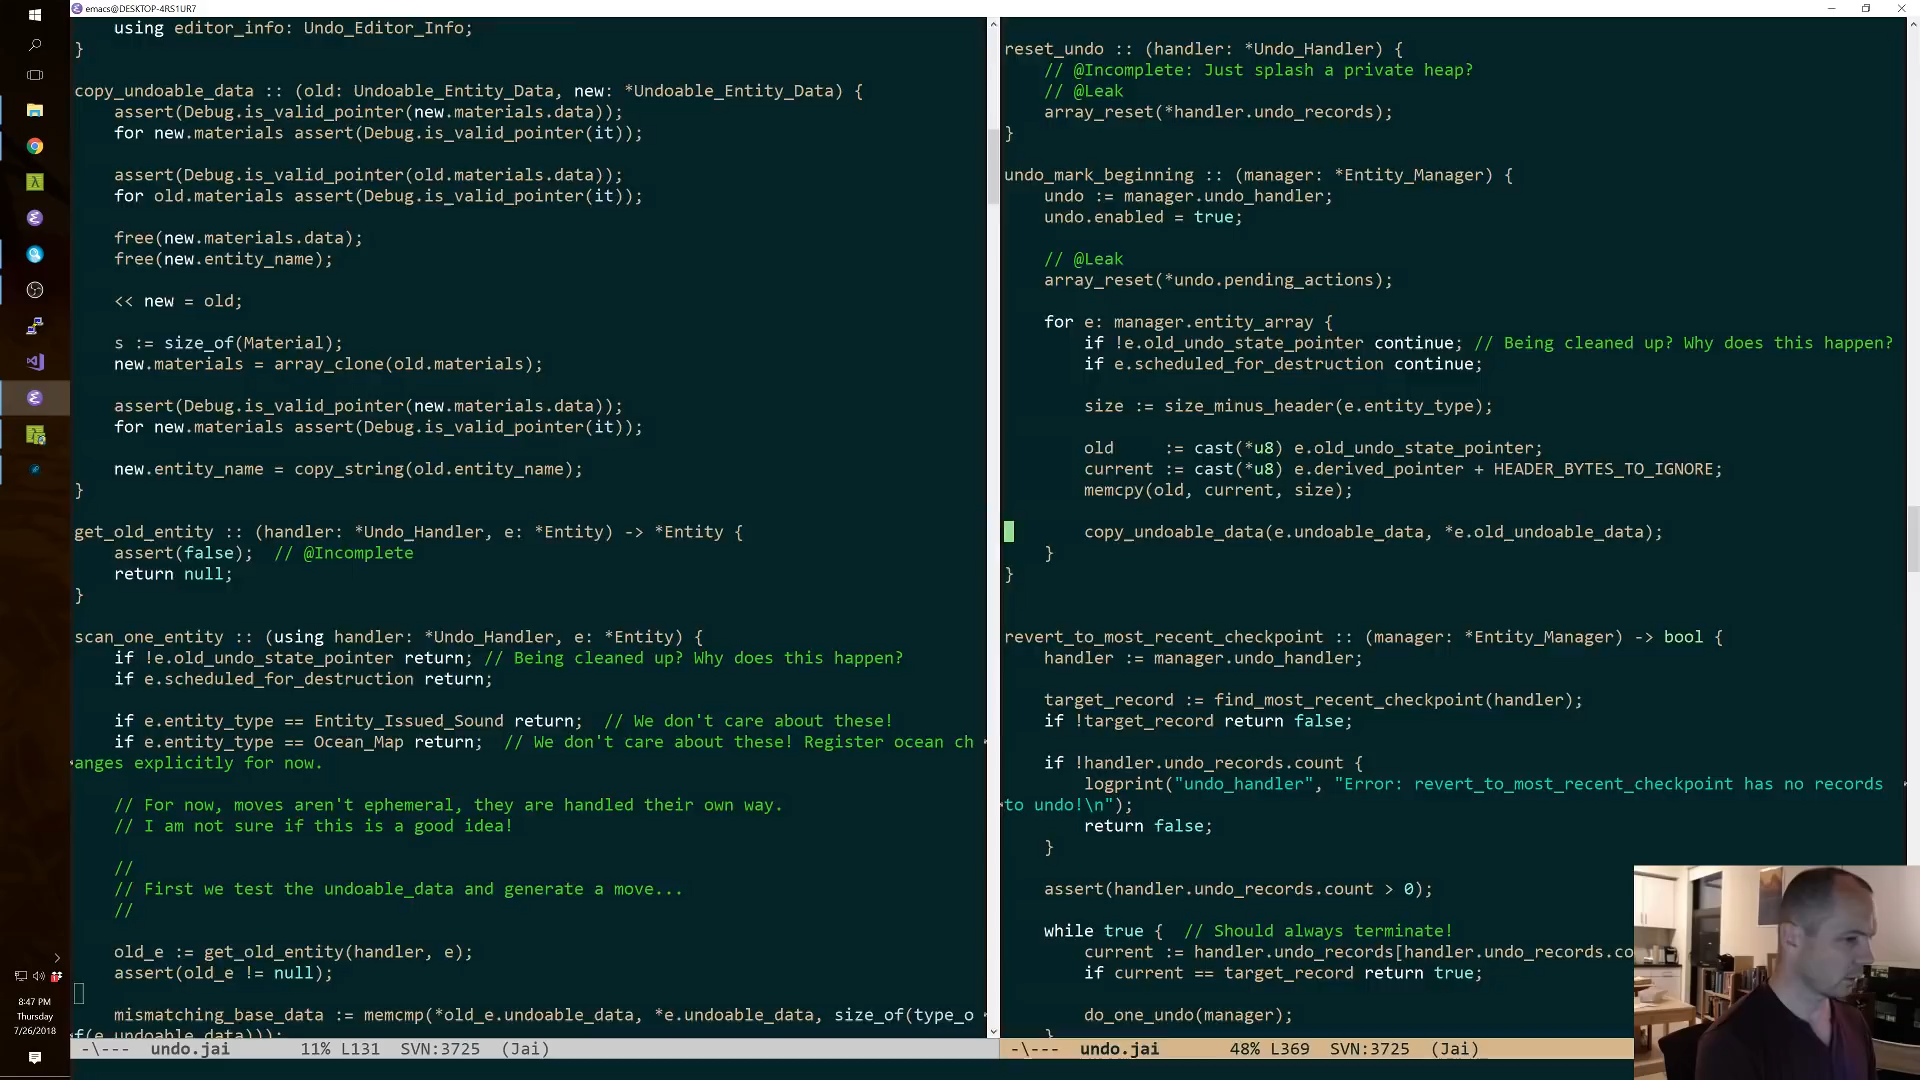 emacs@DESKTOP-4RS1UR7
using editor_info: Undo_Editor_Info;
}
copy_undoable_data :: (old: Undoable_Entity_Data, new: *Undoable_Entity_Data) {
assert(Debug.is_valid_pointer(new.materials.data));
for new.materials assert(Debug.is_valid_pointer(it));
assert(Debug.is_valid_pointer(old.materials.data));
for old.materials assert(Debug.is_valid_pointer(it));
free(new.materials.data);
free(new.entity_name);
<< new = old;
s := size_of(Material);
new.materials = array_clone(old.materials);
assert(Debug.is_valid_pointer(new.materials.data));
for new.materials assert(Debug.is_valid_pointer(it));
new.entity_name = copy_string(old.entity_name);
}
get_old_entity :: (handler: *Undo_Handler, e: *Entity) -> *Entity {
assert(false);  // @Incomplete
return null;
}
scan_one_entity :: (using handler: *Undo_Handler, e: *Entity) {
if !e.old_undo_state_pointer return; // Being cleaned up? Why does this happen?
if e.scheduled_for_destruction return;
if e.entity_type == Entity_Issued_Sound return;  // We don't care about these!
if e.entity_type == Ocean_Map return;  // We don't care about these! Register ocean ch
anges explicitly for now.
// For now, moves aren't ephemeral, they are handled their own way.
// I am not sure if this is a good idea!
//
// First we test the undoable_data and generate a move...
//
old_e := get_old_entity(handler, e);
assert(old_e != null);
mismatching_base_data := memcmp(*old_e.undoable_data, *e.undoable_data, size_of(type_o
f(e.undoable_data)));
-\---  undo.jai  11% L131  SVN:3725  (Jai)
reset_undo :: (handler: *Undo_Handler) {
// @Incomplete: Just splash a private heap?
// @Leak
array_reset(*handler.undo_records);
}
undo_mark_beginning :: (manager: *Entity_Manager) {
undo := manager.undo_handler;
undo.enabled = true;
// @Leak
array_reset(*undo.pending_actions);
for e: manager.entity_array {
if !e.old_undo_state_pointer continue; // Being cleaned up? Why does this happen?
if e.scheduled_for_destruction continue;
size := size_minus_header(e.entity_type);
old     := cast(*u8) e.old_undo_state_pointer;
current := cast(*u8) e.derived_pointer + HEADER_BYTES_TO_IGNORE;
memcpy(old, current, size);
copy_undoable_data(e.undoable_data, *e.old_undoable_data);
}
}
revert_to_most_recent_checkpoint :: (manager: *Entity_Manager) -> bool {
handler := manager.undo_handler;
target_record := find_most_recent_checkpoint(handler);
if !target_record return false;
if !handler.undo_records.count {
logprint("undo_handler", "Error: revert_to_most_recent_checkpoint has no records
to undo!\n");
return false;
}
assert(handler.undo_records.count > 0);
while true {  // Should always terminate!
current := handler.undo_records[handler.undo_records.co
if current == target_record return true;
do_one_undo(manager);
}
-\---  undo.jai  48% L369  SVN:3725  (Jai)
8:47 PM
Thursday
7/26/2018